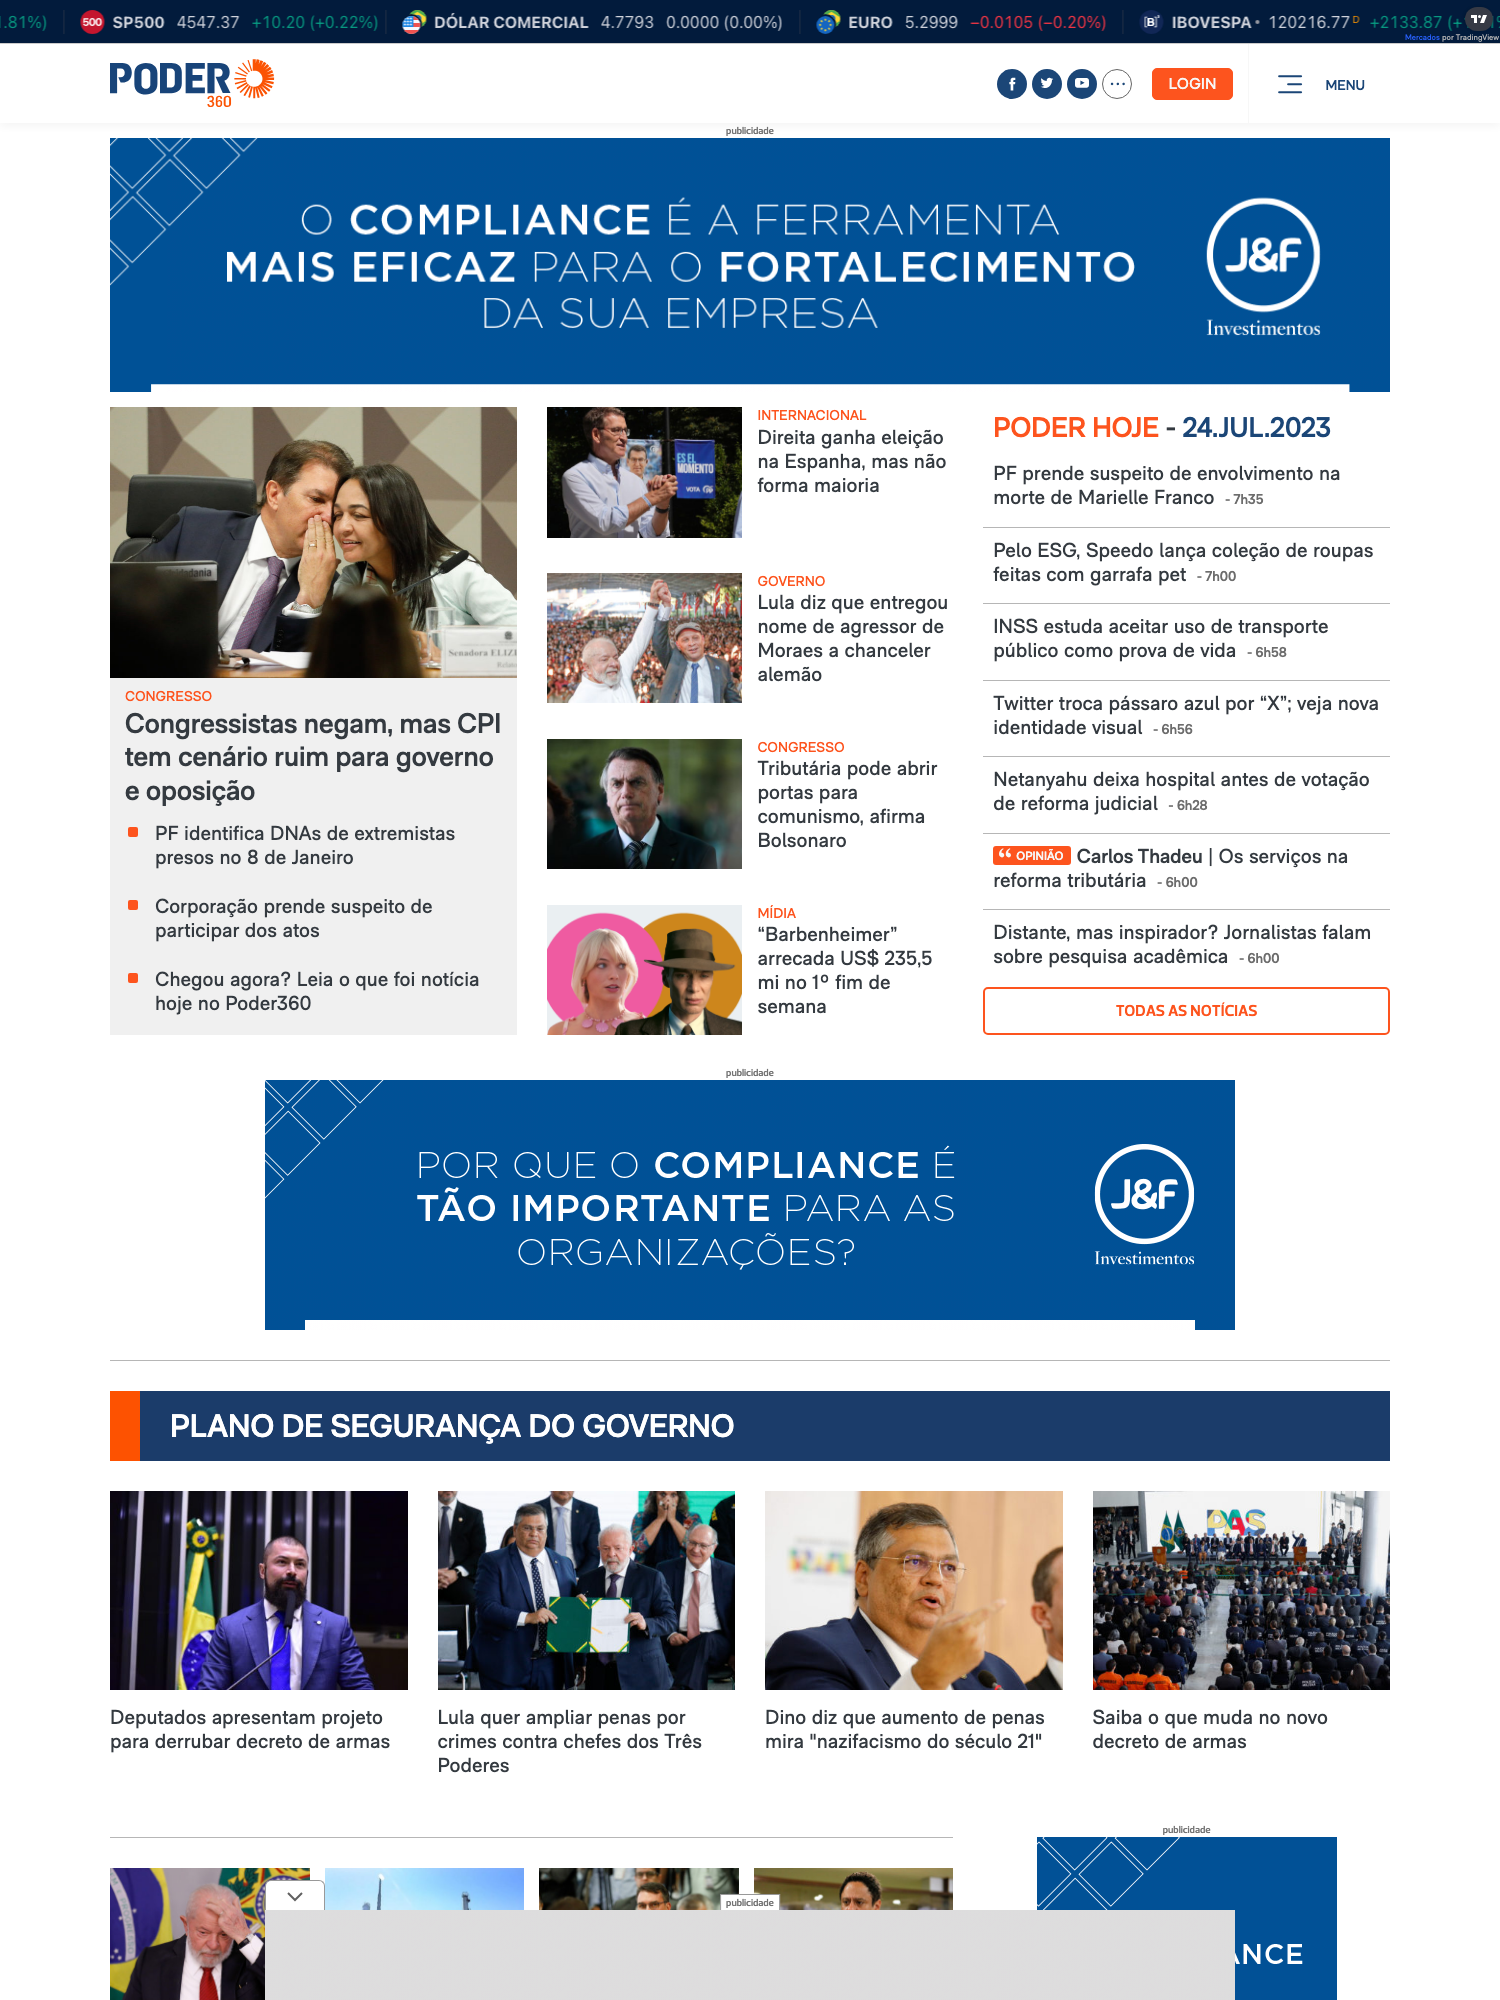 .81%)
500 SP500 4547.37 +10.20 (+0.22%)
DÓLAR COMERCIAL 4.7793 0.0000 (0.00%)
EURO 5.2999 −0.0105 (−0.20%)
IBOVESPA 120216.77 D +2133.87
Mercados por TradingView
PODER
360
LOGIN
MENU
publicidade
O COMPLIANCE É A FERRAMENTA
MAIS EFICAZ PARA O FORTALECIMENTO
DA SUA EMPRESA
J&F
Investimentos
CONGRESSO
Congressistas negam, mas CPI
tem cenário ruim para governo
e oposição
PF identifica DNAs de extremistas
presos no 8 de Janeiro
Corporação prende suspeito de
participar dos atos
Chegou agora? Leia o que foi notícia
hoje no Poder360
ES EL
MOMENTO
VOTA
INTERNACIONAL
Direita ganha eleição
na Espanha, mas não
forma maioria
GOVERNO
Lula diz que entregou
nome de agressor de
Moraes a chanceler
alemão
CONGRESSO
Tributária pode abrir
portas para
comunismo, afirma
Bolsonaro
MÍDIA
“Barbenheimer”
arrecada US$ 235,5
mi no 1º fim de
semana
PODER HOJE - 24.JUL.2023
PF prende suspeito de envolvimento na
morte de Marielle Franco - 7h35
Pelo ESG, Speedo lança coleção de roupas
feitas com garrafa pet - 7h00
INSS estuda aceitar uso de transporte
público como prova de vida - 6h58
Twitter troca pássaro azul por “X”; veja nova
identidade visual - 6h56
Netanyahu deixa hospital antes de votação
de reforma judicial - 6h28
“ OPINIÃO Carlos Thadeu | Os serviços na
reforma tributária - 6h00
Distante, mas inspirador? Jornalistas falam
sobre pesquisa acadêmica - 6h00
TODAS AS NOTÍCIAS
publicidade
POR QUE O COMPLIANCE É
TÃO IMPORTANTE PARA AS
ORGANIZAÇÕES?
J&F
Investimentos
PLANO DE SEGURANÇA DO GOVERNO
PAS
Deputados apresentam projeto
para derrubar decreto de armas
Lula quer ampliar penas por
crimes contra chefes dos Três
Poderes
Dino diz que aumento de penas
mira "nazifacismo do século 21"
Saiba o que muda no novo
decreto de armas
publicidade
publicidade
ANCE